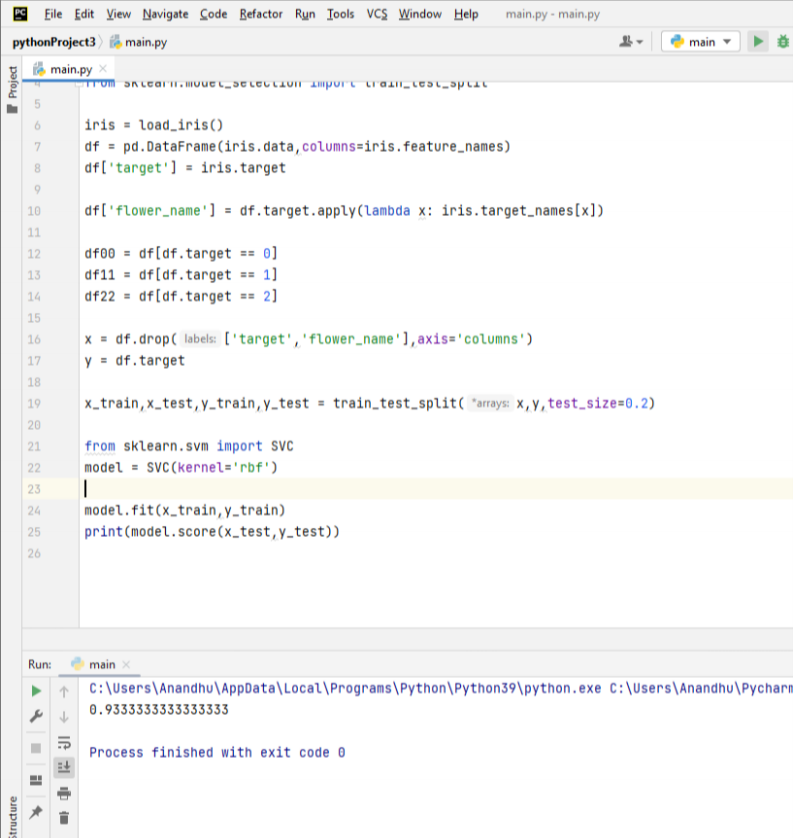 PC File Edit View Navigate Code Refactor Run Tools VCS Window Help main.py - main.py
pythonProject3 main.py main
Project
main.py
4 from sklearn.model_selection import train_test_split
5
6 iris = load_iris()
7 df = pd.DataFrame(iris.data,columns=iris.feature_names)
8 df['target'] = iris.target
9
10 df['flower_name'] = df.target.apply(lambda x: iris.target_names[x])
11
12 df00 = df[df.target == 0]
13 df11 = df[df.target == 1]
14 df22 = df[df.target == 2]
15
16 x = df.drop( labels: ['target','flower_name'],axis='columns')
17 y = df.target
18
19 x_train,x_test,y_train,y_test = train_test_split( *arrays: x,y,test_size=0.2)
20
21 from sklearn.svm import SVC
22 model = SVC(kernel='rbf')
23
24 model.fit(x_train,y_train)
25 print(model.score(x_test,y_test))
26
Run: main
C:\Users\Anandhu\AppData\Local\Programs\Python\Python39\python.exe C:\Users\Anandhu\Pycharm
0.9333333333333333
Process finished with exit code 0
Structure